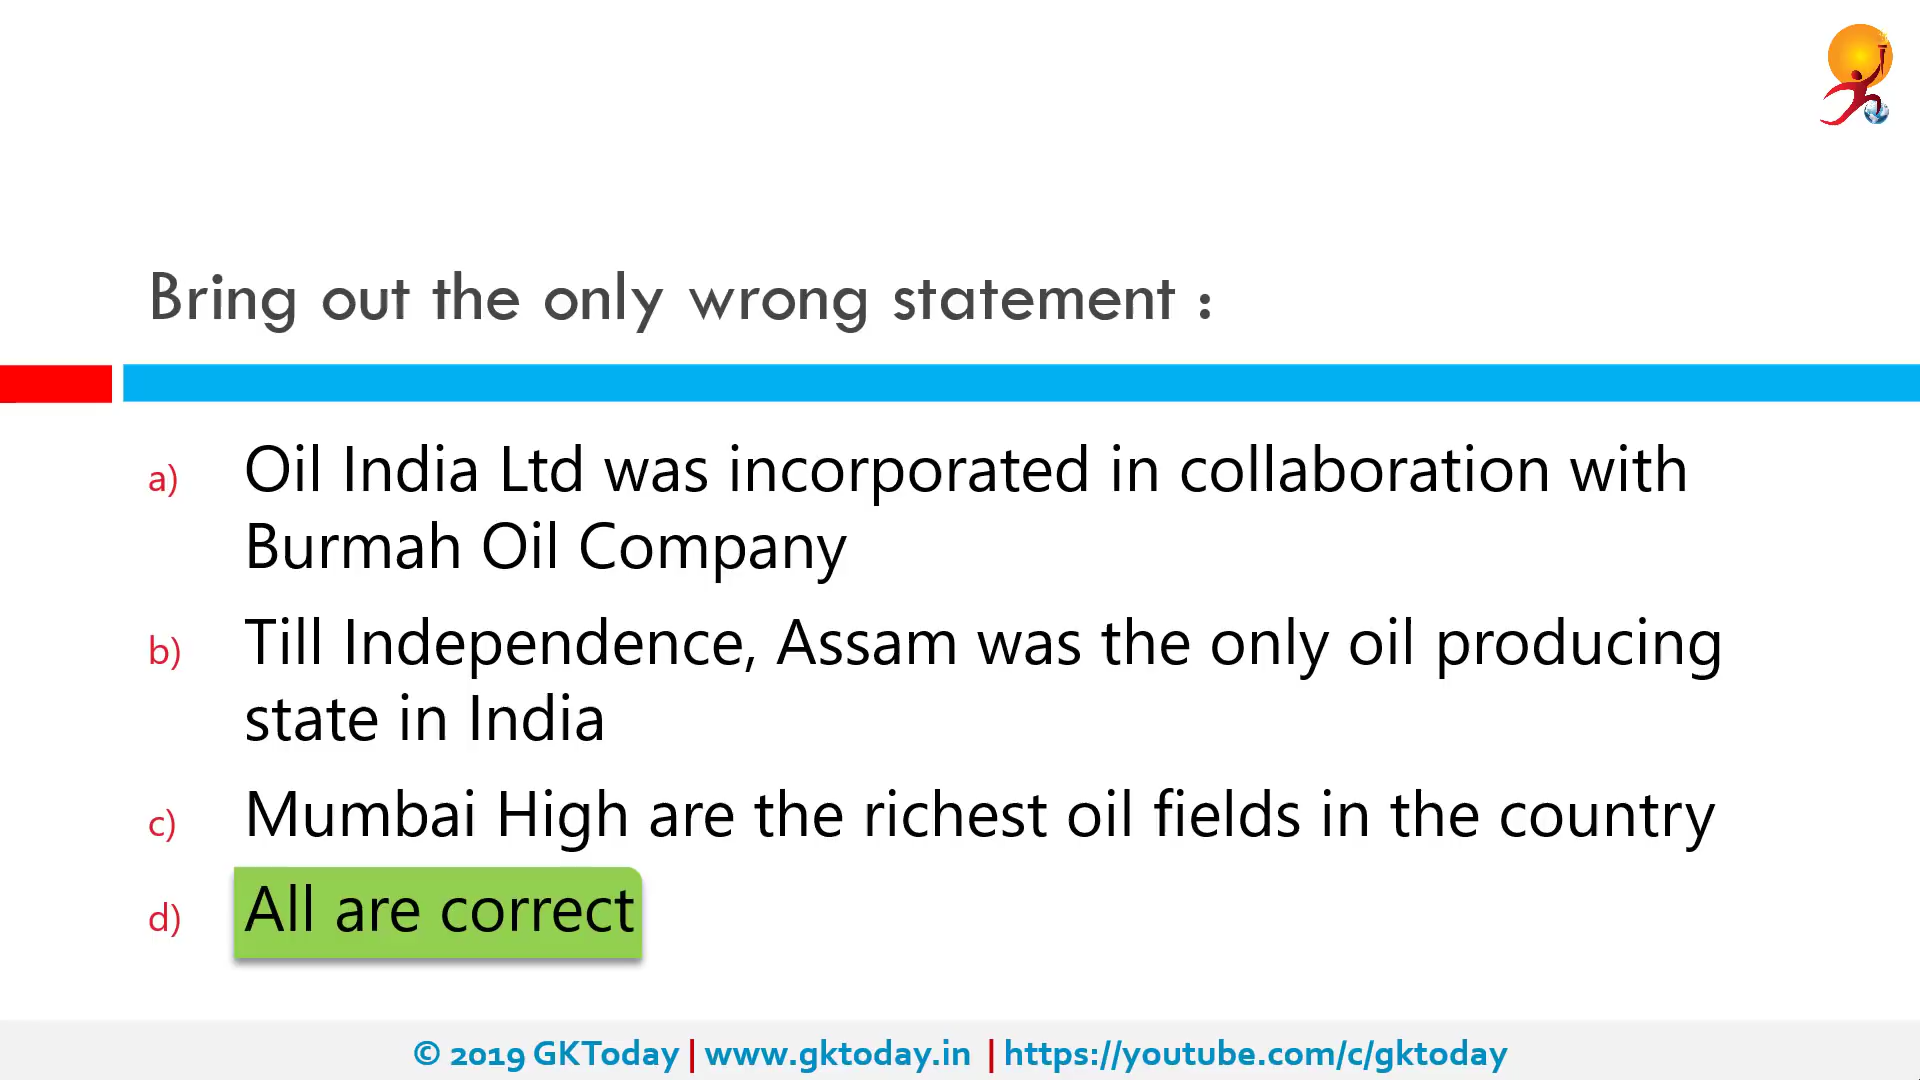 Bring out the only wrong statement :
a) Oil India Ltd was incorporated in collaboration with
Burmah Oil Company
b) Till Independence, Assam was the only oil producing
state in India
c) Mumbai High are the richest oil fields in the country
d) All are correct
© 2019 GKToday | www.gktoday.in | https://youtube.com/c/gktoday